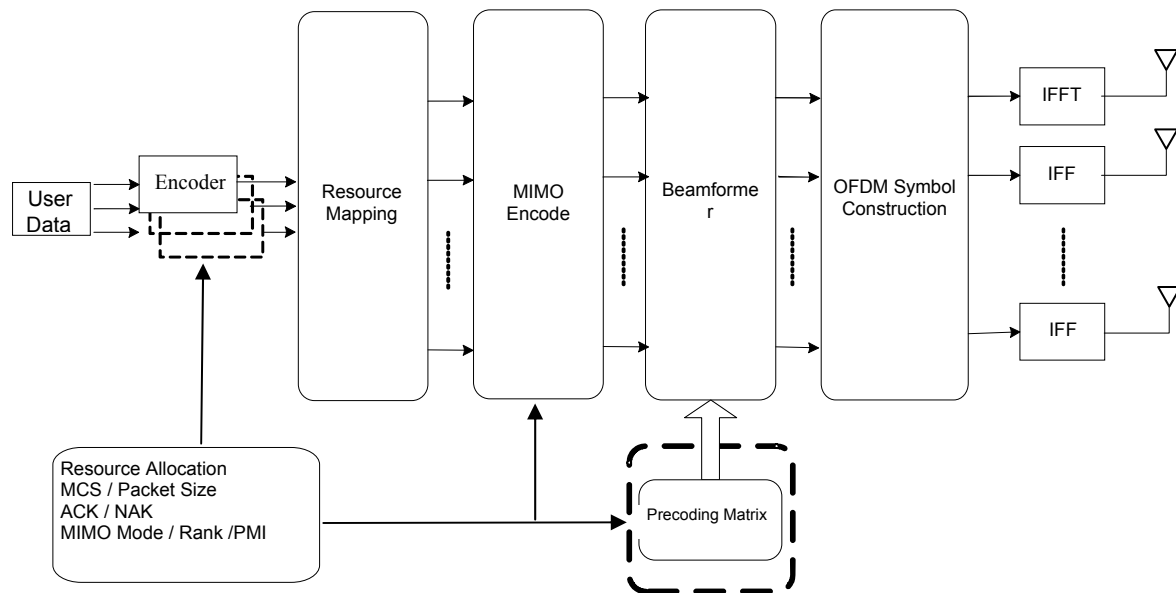 User
Data
Encoder
Resource
Mapping
MIMO
Encode
Beamforme
r
OFDM Symbol
Construction
IFFT
IFF
IFF
Resource Allocation
MCS / Packet Size
ACK / NAK
MIMO Mode / Rank /PMI
Precoding Matrix